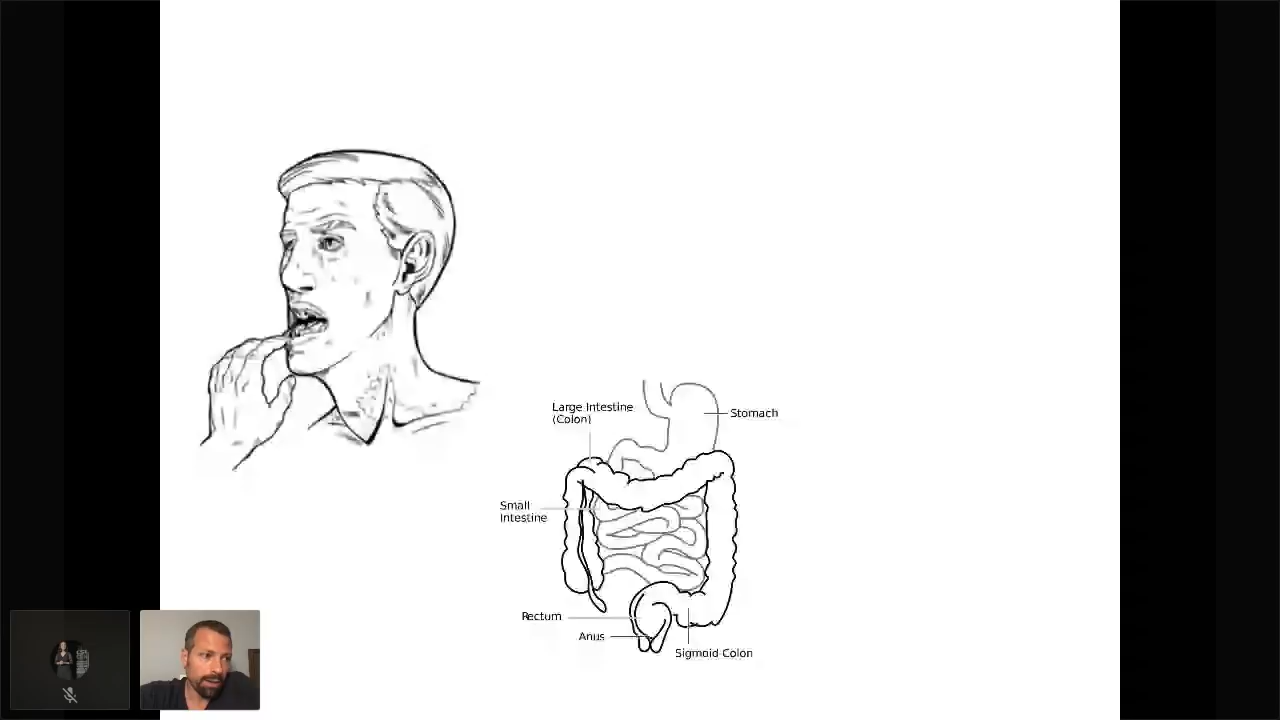 Large Intestine
(Colon)
Stomach
Small
Intestine
Rectum
Anus
Sigmoid Colon